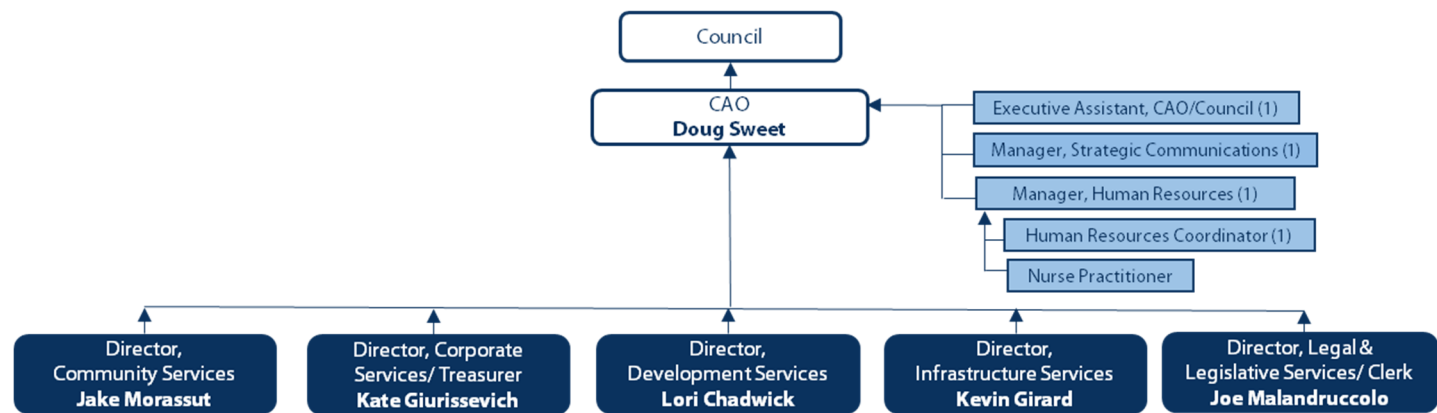 Council
CAO
Doug Sweet
Executive Assistant, CAO/Council (1)
Manager, Strategic Communications (1)
Manager, Human Resources (1)
Human Resources Coordinator (1)
Nurse Practitioner
Director,
Community Services
Jake Morassut
Director, Corporate
Services/ Treasurer
Kate Giurissevich
Director,
Development Services
Lori Chadwick
Director,
Infrastructure Services
Kevin Girard
Director, Legal &
Legislative Services/ Clerk
Joe Malandruccolo